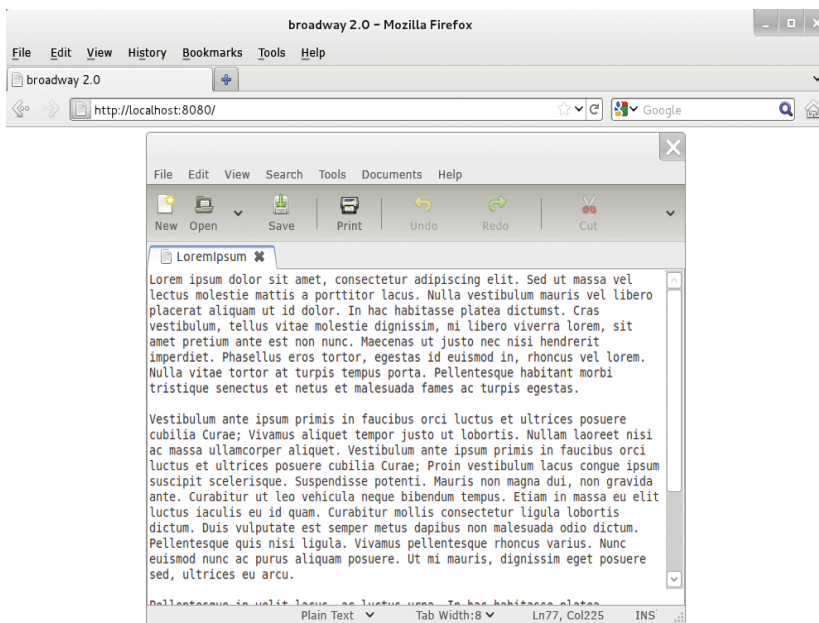 broadway 2.0 – Mozilla Firefox
File Edit View History Bookmarks Tools Help
broadway 2.0
http://localhost:8080/ Google
File Edit View Search Tools Documents Help
New Open Save Print Undo Redo Cut
LoremIpsum
Lorem ipsum dolor sit amet, consectetur adipiscing elit. Sed ut massa vel
lectus molestie mattis a porttitor lacus. Nulla vestibulum mauris vel libero
placerat aliquam ut id dolor. In hac habitasse platea dictumst. Cras
vestibulum, tellus vitae molestie dignissim, mi libero viverra lorem, sit
amet pretium ante est non nunc. Maecenas ut justo nec nisi hendrerit
imperdiet. Phasellus eros tortor, egestas id euismod in, rhoncus vel lorem.
Nulla vitae tortor at turpis tempus porta. Pellentesque habitant morbi
tristique senectus et netus et malesuada fames ac turpis egestas.
Vestibulum ante ipsum primis in faucibus orci luctus et ultrices posuere
cubilia Curae; Vivamus aliquet tempor justo ut lobortis. Nullam laoreet nisi
ac massa ullamcorper aliquet. Vestibulum ante ipsum primis in faucibus orci
luctus et ultrices posuere cubilia Curae; Proin vestibulum lacus congue ipsum
suscipit scelerisque. Suspendisse potenti. Mauris non magna dui, non gravida
ante. Curabitur ut leo vehicula neque bibendum tempus. Etiam in massa eu elit
luctus iaculis eu id quam. Curabitur mollis consectetur ligula lobortis
dictum. Duis vulputate est semper metus dapibus non malesuada odio dictum.
Pellentesque quis nisi ligula. Vivamus pellentesque rhoncus varius. Nunc
euismod nunc ac purus aliquam posuere. Ut mi mauris, dignissim eget posuere
sed, ultrices eu arcu.
Pellentesque in velit lacus, ac luctus urna. In hac habitasse platea
Plain Text Tab Width:8 Ln77, Col225 INS